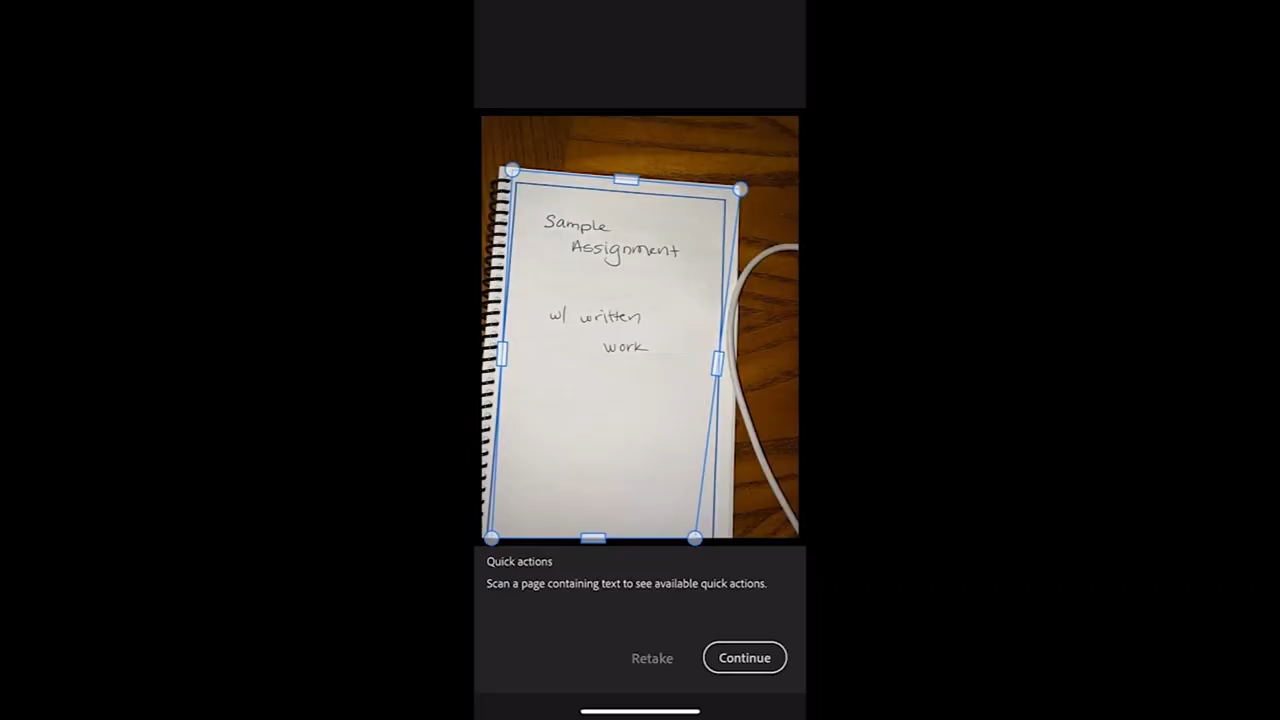 Sample
Assignment
w/ written
work
Quick actions
Scan a page containing text to see available quick actions.
Retake
Continue